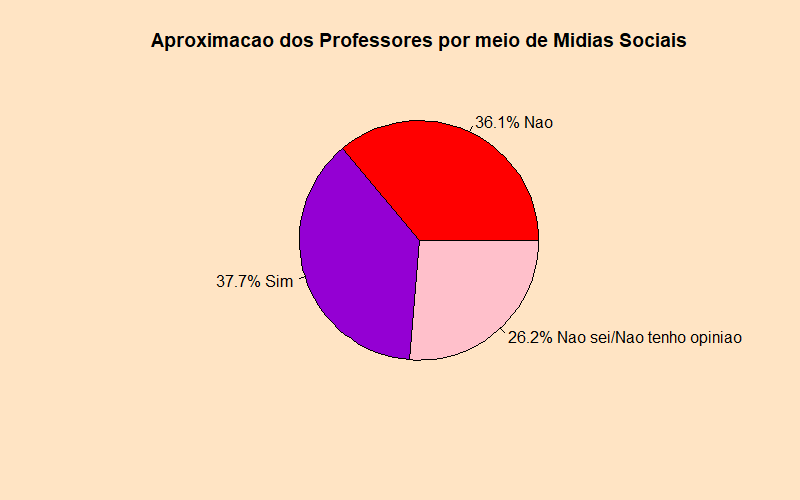 Aproximacao dos Professores por meio de Midias Sociais
36.1% Nao
37.7% Sim
26.2% Nao sei/Nao tenho opiniao